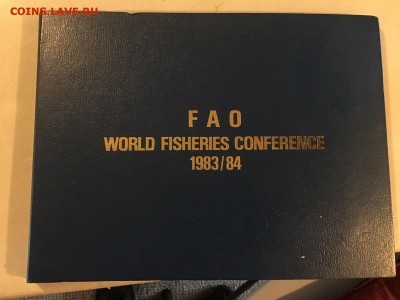 COINS.LAVE.RU
F A O
WORLD FISHERIES CONFERENCE
1983/84